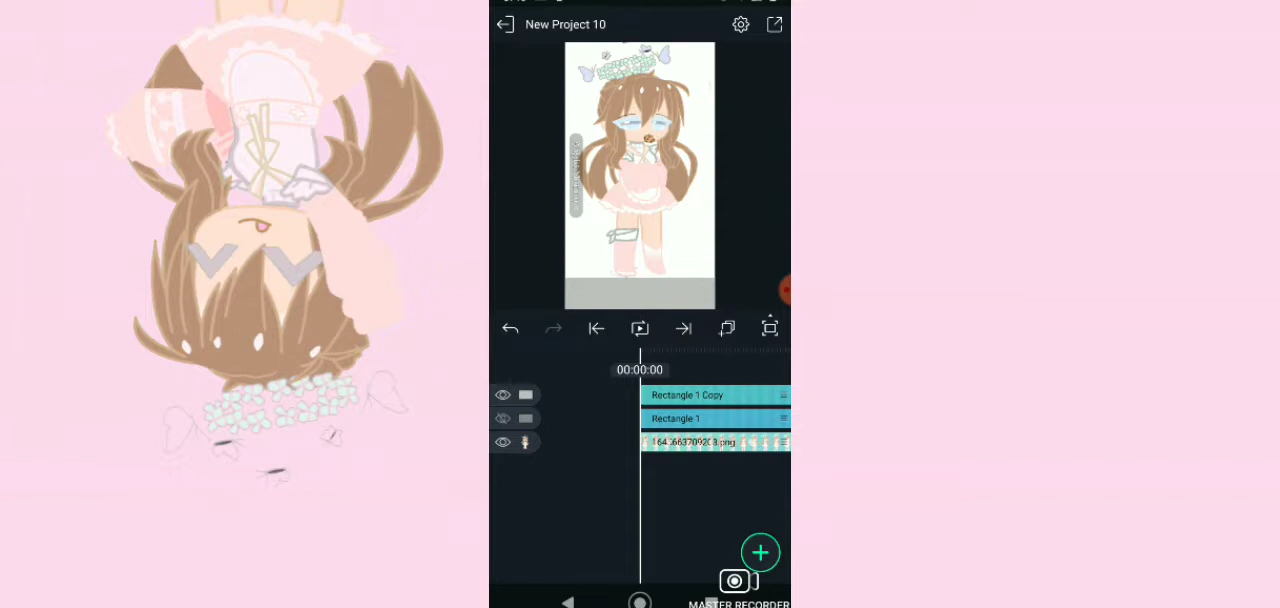 New Project 10
00:00:00
Rectangle 1 Copy
Rectangle 1
MASTER RECORDER